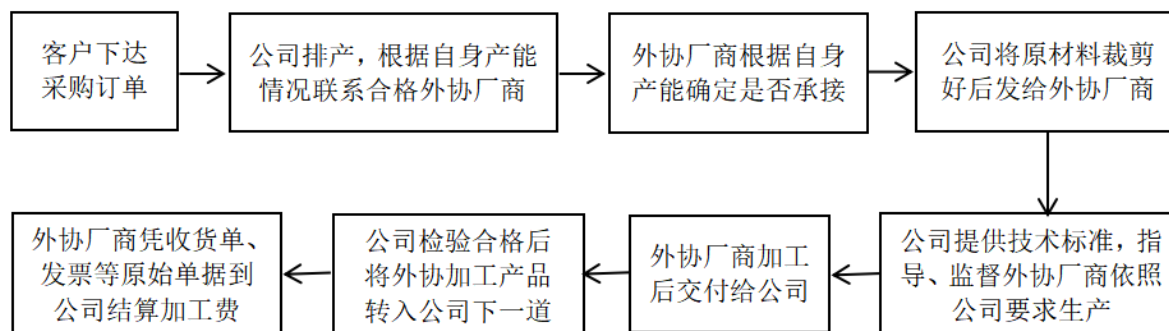 客户下达
采购订单
公司排产，根据自身产能
情况联系合格外协厂商
外协厂商根据自身
产能确定是否承接
公司将原材料裁剪
好后发给外协厂商
公司提供技术标准，指
导、监督外协厂商依照
公司要求生产
外协厂商加工
后交付给公司
公司检验合格后
将外协加工产品
转入公司下一道
外协厂商凭收货单、
发票等原始单据到
公司结算加工费